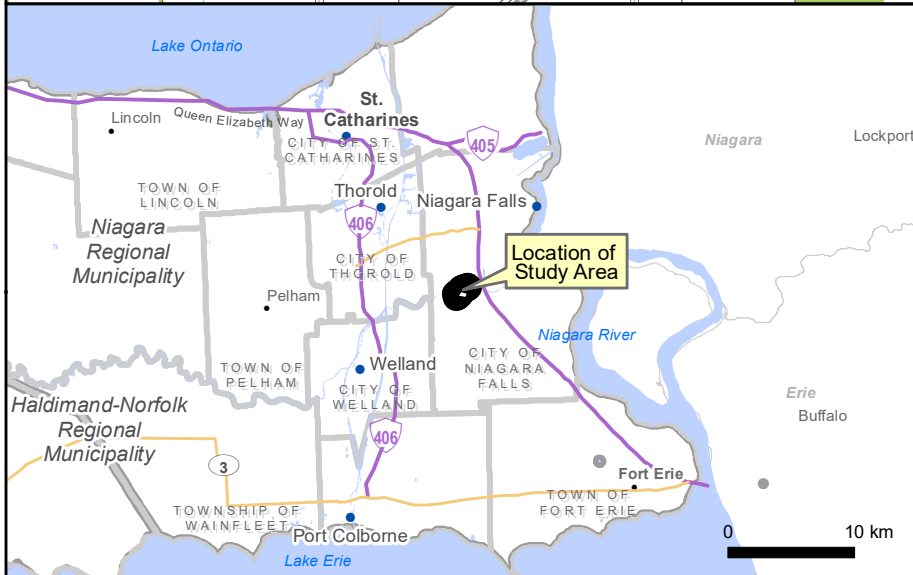 Lake Ontario
St.
Catharines
Lincoln
Queen Elizabeth Way
CITY OF ST.
CATHARINES
405
Niagara
Lockport
TOWN OF
LINCOLN
Thorold
Niagara Falls
406
Niagara
Regional
Municipality
CITY OF
THOROLD
Location of
Study Area
Pelham
Niagara River
TOWN OF
PELHAM
Welland
CITY OF
NIAGARA
FALLS
CITY OF
WELLAND
Erie
Buffalo
Haldimand-Norfolk
Regional
Municipality
406
3
Fort Erie
TOWN OF
FORT ERIE
TOWNSHIP OF
WAINFLEET
Port Colborne
Lake Erie
0 10 km